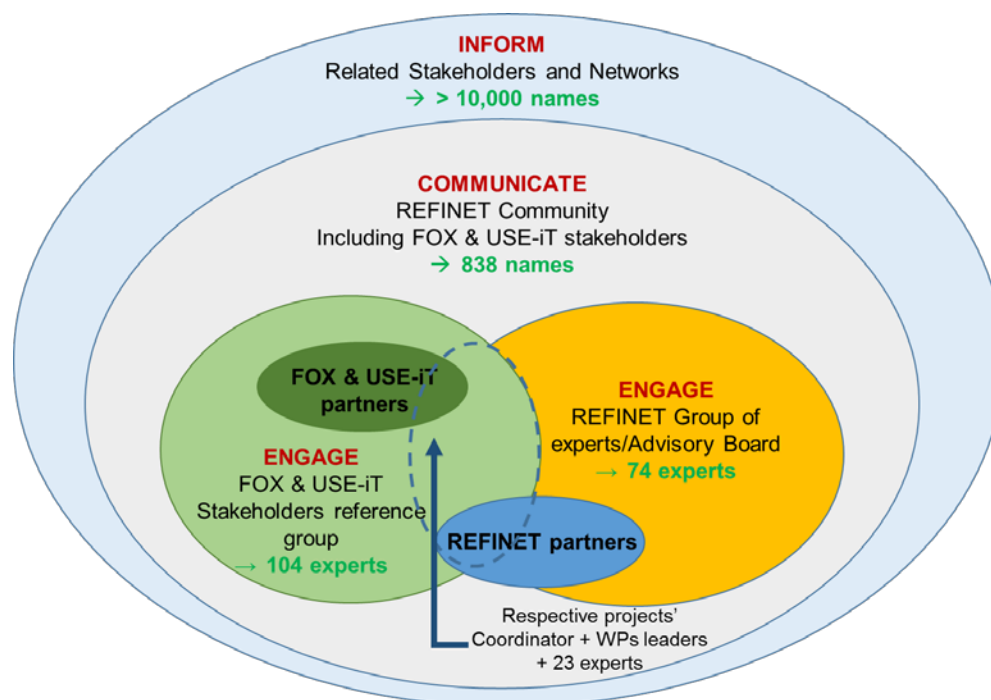 INFORM
Related Stakeholders and Networks
→ > 10,000 names
COMMUNICATE
REFINET Community
Including FOX & USE-iT stakeholders
→ 838 names
FOX & USE-iT
partners
ENGAGE
FOX & USE-iT
Stakeholders reference
group
→ 104 experts
ENGAGE
REFINET Group of
experts/Advisory Board
→ 74 experts
REFINET partners
Respective projects'
Coordinator + WPs leaders
+ 23 experts